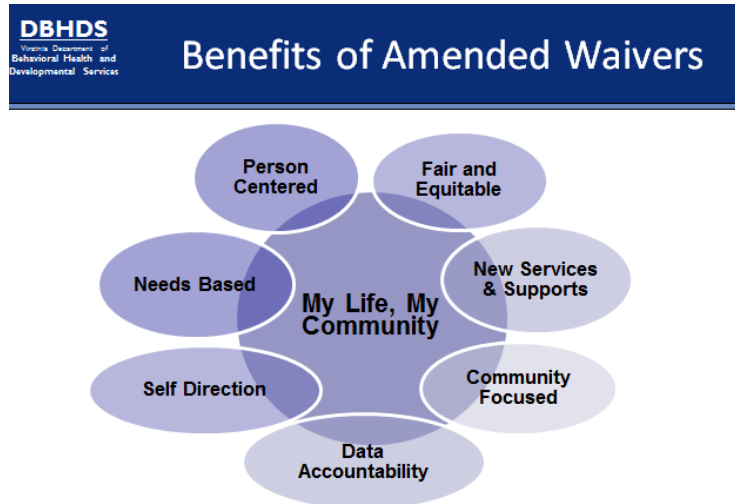 DBHDS
Virginia Department of
Behavioral Health and
Developmental Services
Benefits of Amended Waivers
Person
Centered
Fair and
Equitable
Needs Based
New Services
& Supports
My Life, My
Community
Self Direction
Community
Focused
Data
Accountability